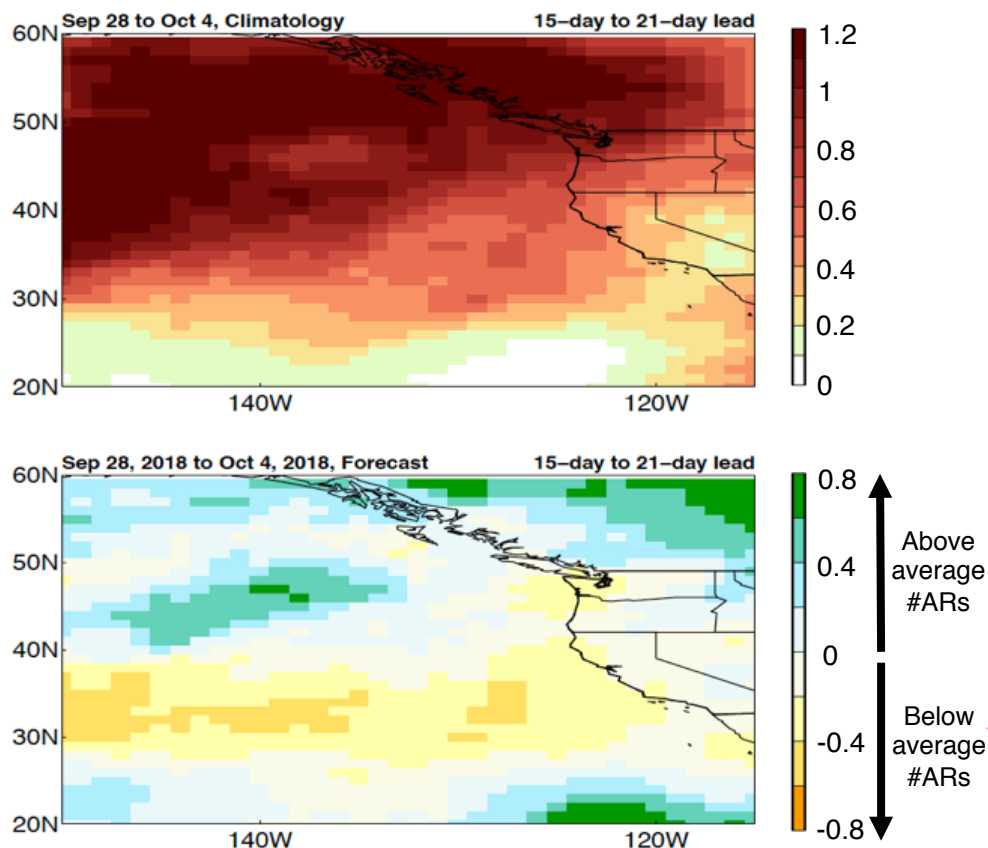 Sep 28 to Oct 4, Climatology 15-day to 21-day lead
60N
50N
40N
30N
20N
140W 120W
1.2
1
0.8
0.6
0.4
0.2
0
Sep 28, 2018 to Oct 4, 2018, Forecast 15-day to 21-day lead
60N
50N
40N
30N
20N
140W 120W
0.8
0.4
0
-0.4
-0.8
Above
average
#ARs
Below
average
#ARs